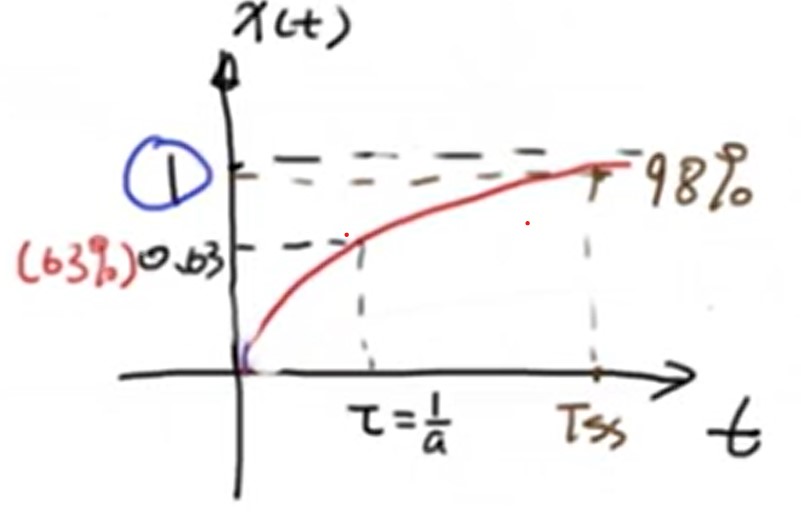 x(t)
1
98%
(63%) 0.63
τ = 1/a
Tss
t